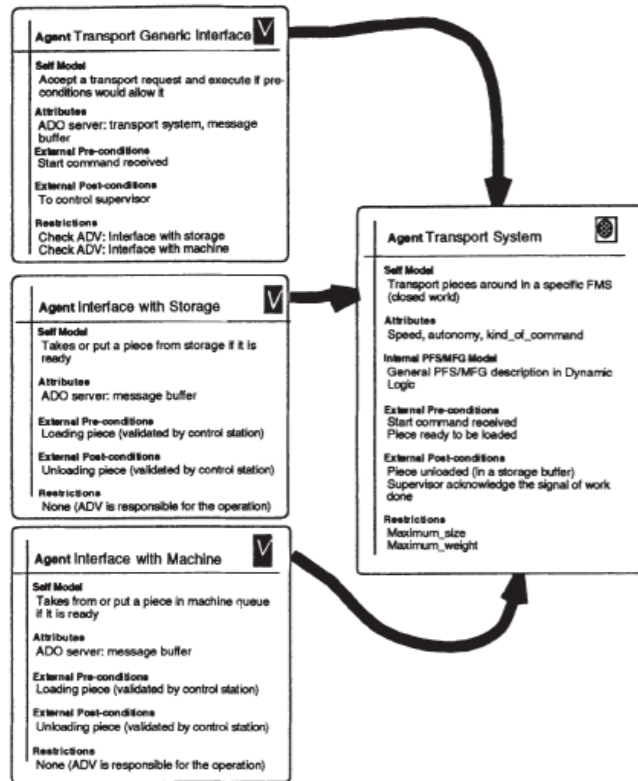 Agent Transport Generic Interface
V
Self Model
Accept a transport request and execute if pre-
conditions would allow it
Attributes
ADO server: transport system, message
buffer
External Pre-conditions
Start command received
External Post-conditions
To control supervisor
Restrictions
Check ADV: Interface with storage
Check ADV: Interface with machine
Agent Interface with Storage
V
Self Model
Takes or put a piece from storage if it is
ready
Attributes
ADO server: message buffer
External Pre-conditions
Loading piece (validated by control station)
External Post-conditions
Unloading piece (validated by control station)
Restrictions
None (ADV is responsible for the operation)
Agent Interface with Machine
V
Self Model
Takes from or put a piece in machine queue
if it is ready
Attributes
ADO server: message buffer
External Pre-conditions
Loading piece (validated by control station)
External Post-conditions
Unloading piece (validated by control station)
Restrictions
None (ADV is responsible for the operation)
Agent Transport System
Self Model
Transport pieces around in a specific FMS
(closed world)
Attributes
Speed, autonomy, kind_of_command
Internal PFS/MFG Model
General PFS/MFG description in Dynamic
Logic
External Pre-conditions
Start command received
Piece ready to be loaded
External Post-conditions
Piece unloaded (in a storage buffer)
Supervisor acknowledge the signal of work
done
Restrictions
Maximum_size
Maximum_weight